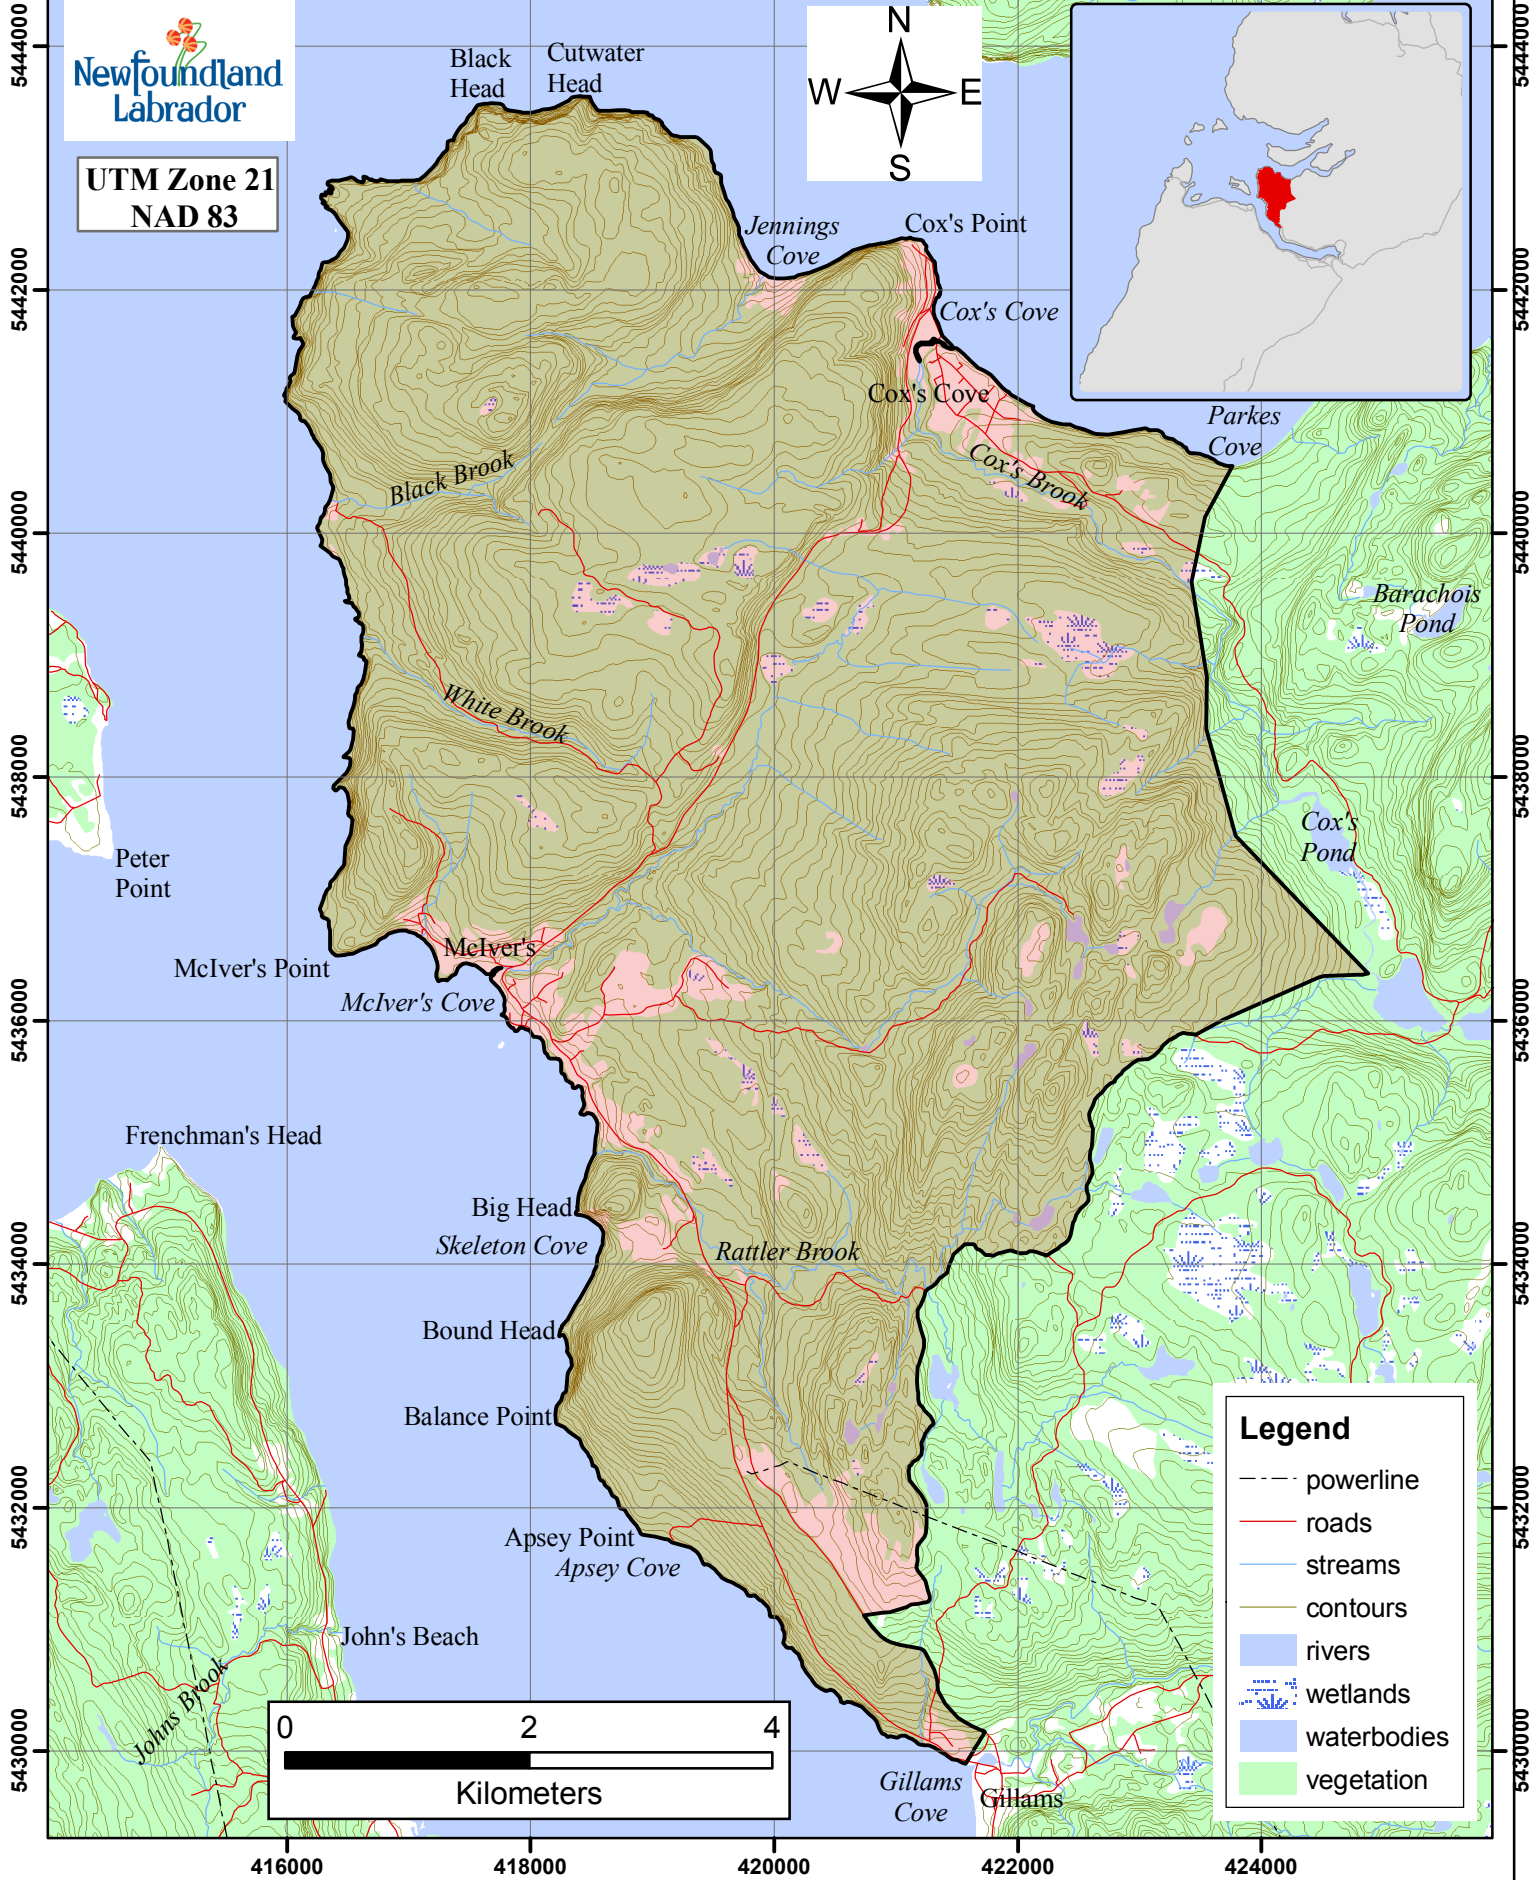 Newfoundland
Labrador
UTM Zone 21
NAD 83
N
W
E
S
Black
Head
Cutwater
Head
Jennings
Cove
Cox's Point
Cox's Cove
Cox's Cove
Parkes
Cove
Black Brook
Cox's Brook
Barachois
Pond
White Brook
Cox's
Pond
Peter
Point
McIver's
McIver's Point
McIver's Cove
Frenchman's Head
Big Head
Skeleton Cove
Rattler Brook
Bound Head
Balance Point
Apsey Point
Apsey Cove
John's Beach
Johns Brook
Gillams
Cove
Gillams
0
2
4
Kilometers
Legend
powerline
roads
streams
contours
rivers
wetlands
waterbodies
vegetation
5444000
5442000
5440000
5438000
5436000
5434000
5432000
5430000
5444000
5442000
5440000
5438000
5436000
5434000
5432000
5430000
416000
418000
420000
422000
424000